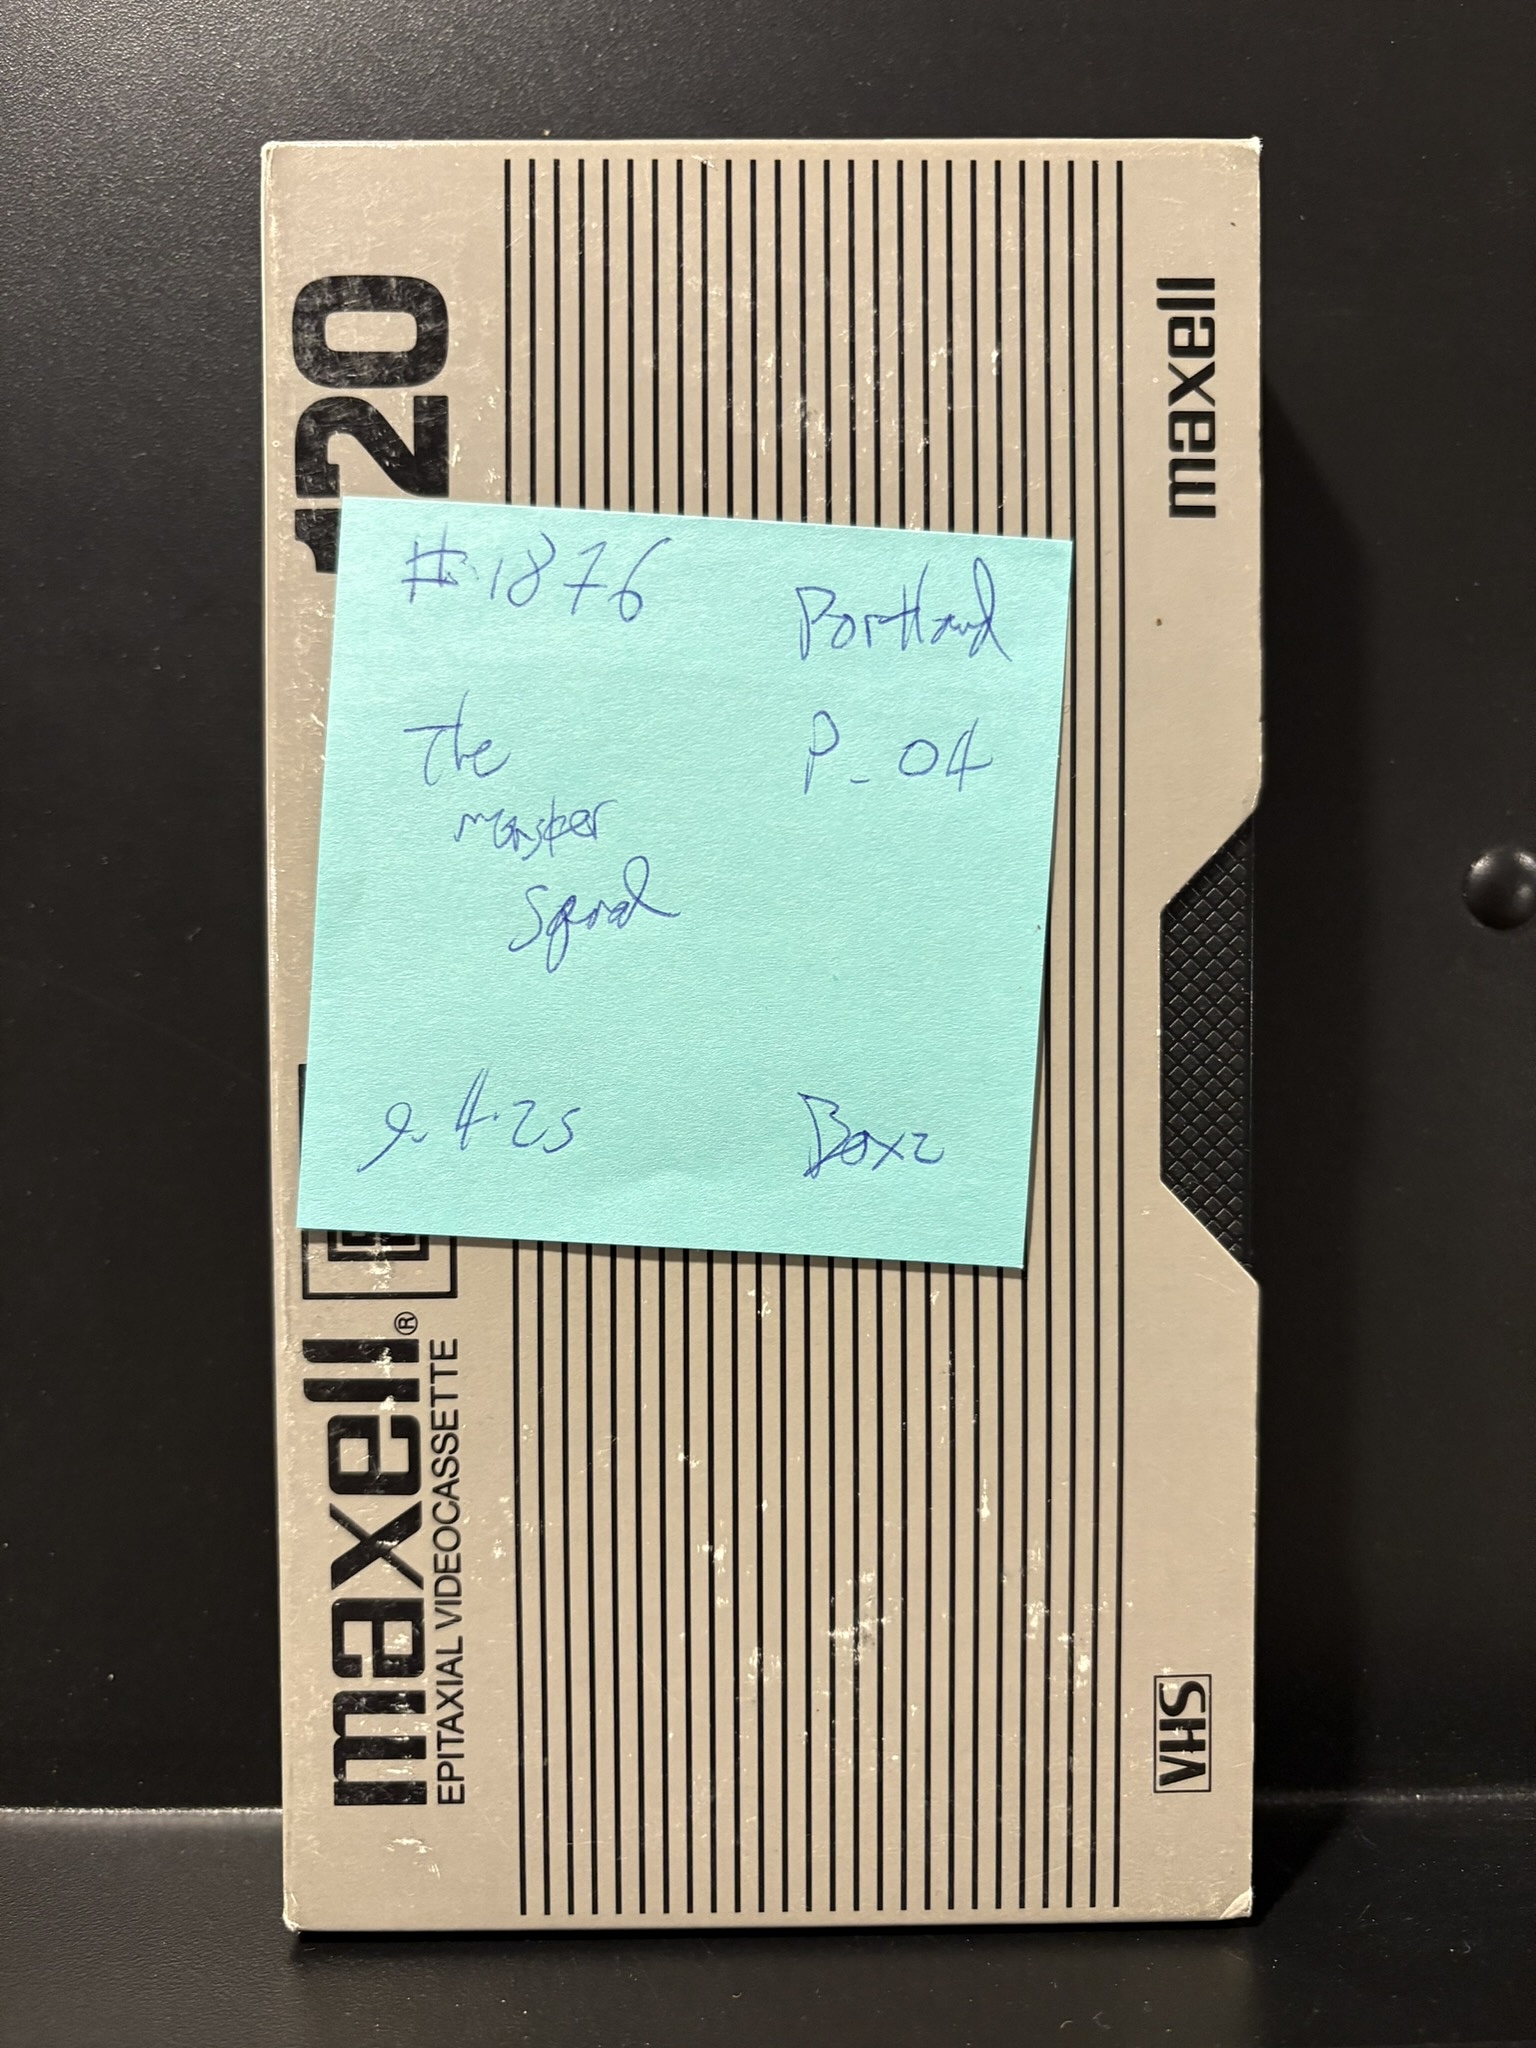 #1876
Portland
The
monster
Squad
P_04
9.4.25
Box2
120
maxell®
EPITAXIAL VIDEOCASSETTE
maxell
VHS